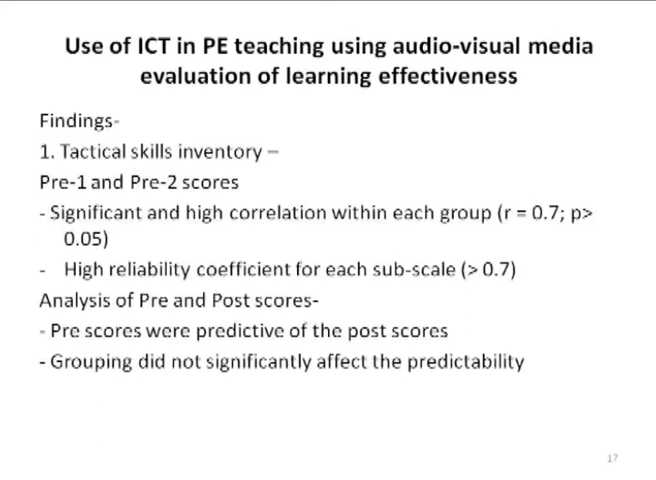 Use of ICT in PE teaching using audio-visual media
evaluation of learning effectiveness
Findings-
1. Tactical skills inventory –
Pre-1 and Pre-2 scores
- Significant and high correlation within each group (r = 0.7; p>
0.05)
- High reliability coefficient for each sub-scale (> 0.7)
Analysis of Pre and Post scores-
- Pre scores were predictive of the post scores
- Grouping did not significantly affect the predictability
17